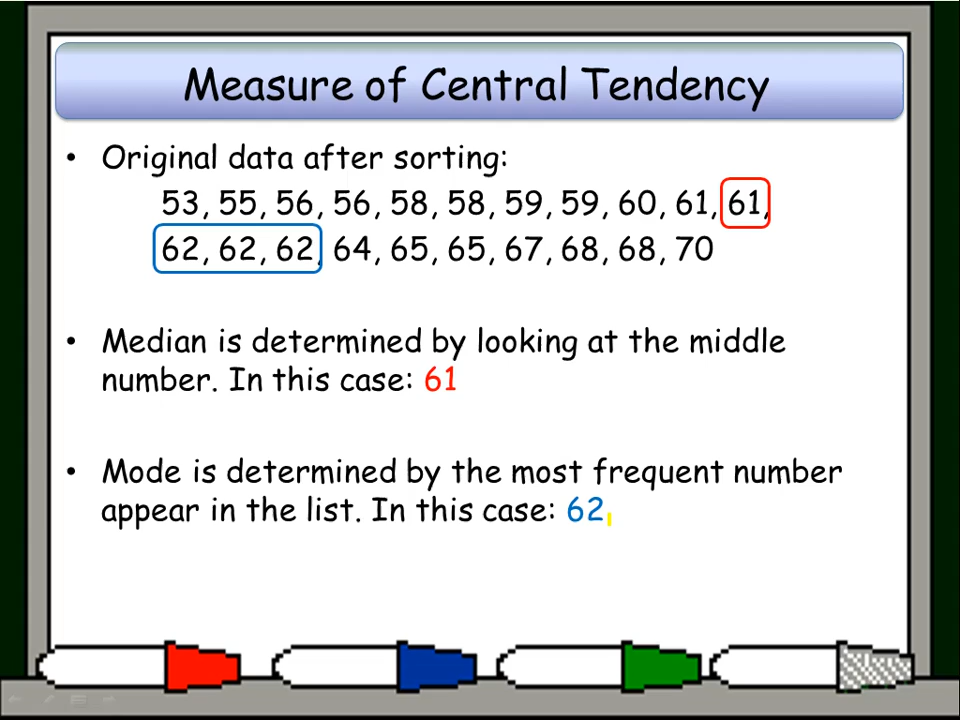 Measure of Central Tendency
• Original data after sorting:
53, 55, 56, 56, 58, 58, 59, 59, 60, 61, 61,
62, 62, 62, 64, 65, 65, 67, 68, 68, 70
• Median is determined by looking at the middle
number. In this case: 61
• Mode is determined by the most frequent number
appear in the list. In this case: 62